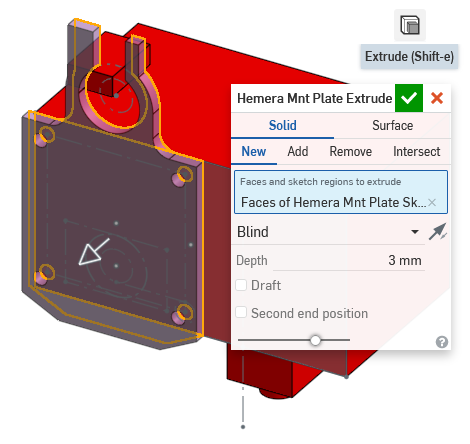 Extrude (Shift-e)
Hemera Mnt Plate Extrude
Solid Surface
New Add Remove Intersect
Faces and sketch regions to extrude
Faces of Hemera Mnt Plate Sk...
Blind
Depth 3 mm
Draft
Second end position